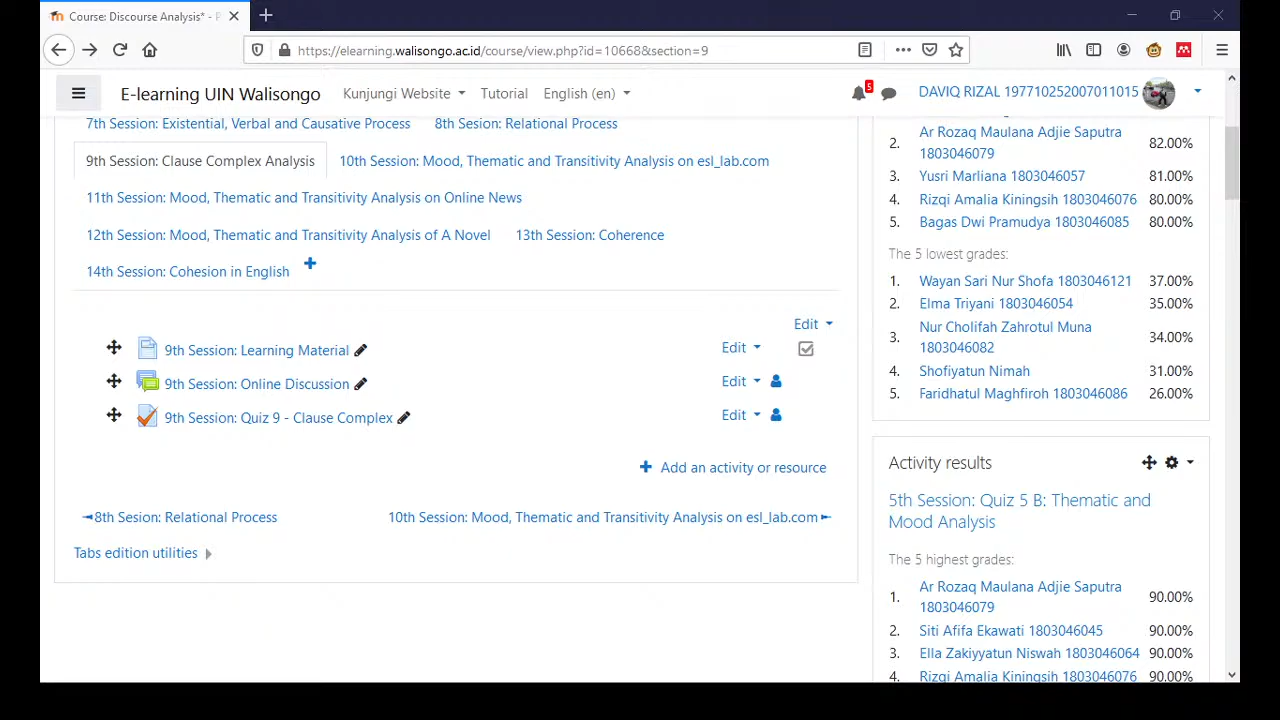 Course: Discourse Analysis* - P
https://elearning.walisongo.ac.id/course/view.php?id=10668&section=9
E-learning UIN Walisongo
Kunjungi Website
Tutorial
English (en)
5
DAVIQ RIZAL 197710252007011015
7th Session: Existential, Verbal and Causative Process
8th Sesion: Relational Process
9th Session: Clause Complex Analysis
10th Session: Mood, Thematic and Transitivity Analysis on esl_lab.com
11th Session: Mood, Thematic and Transitivity Analysis on Online News
12th Session: Mood, Thematic and Transitivity Analysis of A Novel
13th Session: Coherence
14th Session: Cohesion in English
Edit
9th Session: Learning Material
Edit
9th Session: Online Discussion
Edit
9th Session: Quiz 9 - Clause Complex
Edit
Add an activity or resource
◄8th Sesion: Relational Process
10th Session: Mood, Thematic and Transitivity Analysis on esl_lab.com►
Tabs edition utilities
2. Ar Rozaq Maulana Adjie Saputra 82.00%
1803046079
3. Yusri Marliana 1803046057 81.00%
4. Rizqi Amalia Kiningsih 1803046076 80.00%
5. Bagas Dwi Pramudya 1803046085 80.00%
The 5 lowest grades:
1. Wayan Sari Nur Shofa 1803046121 37.00%
2. Elma Triyani 1803046054 35.00%
3. Nur Cholifah Zahrotul Muna 34.00%
1803046082
4. Shofiyatun Nimah 31.00%
5. Faridhatul Maghfiroh 1803046086 26.00%
Activity results
5th Session: Quiz 5 B: Thematic and
Mood Analysis
The 5 highest grades:
1. Ar Rozaq Maulana Adjie Saputra 90.00%
1803046079
2. Siti Afifa Ekawati 1803046045 90.00%
3. Ella Zakiyyatun Niswah 1803046064 90.00%
4. Rizqi Amalia Kiningsih 1803046076 90.00%